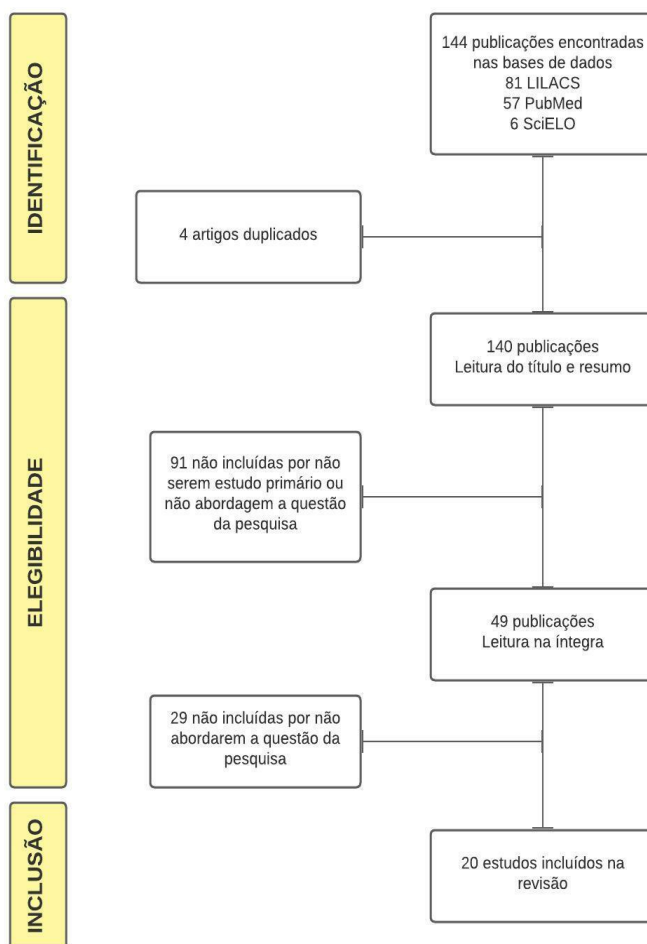 IDENTIFICAÇÃO
144 publicações encontradas
nas bases de dados
81 LILACS
57 PubMed
6 SciELO
4 artigos duplicados
ELEGIBILIDADE
140 publicações
Leitura do título e resumo
91 não incluídas por não
serem estudo primário ou
não abordagem a questão
da pesquisa
49 publicações
Leitura na íntegra
29 não incluídas por não
abordarem a questão da
pesquisa
INCLUSÃO
20 estudos incluídos na
revisão